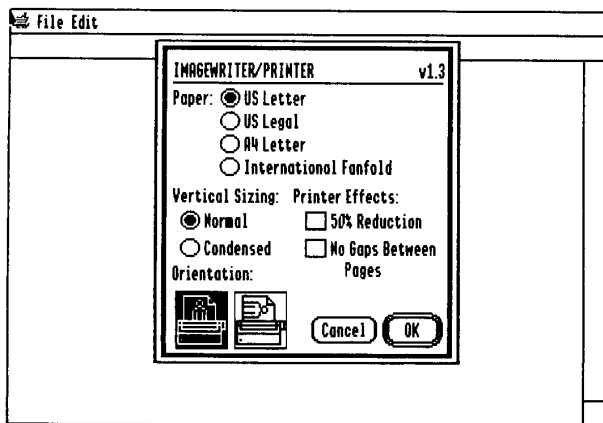 File Edit
IMAGEWRITER/PRINTER v1.3
Paper: US Letter
US Legal
A4 Letter
International Fanfold
Vertical Sizing: Printer Effects:
Normal 50% Reduction
Condensed No Gaps Between
Pages
Orientation:
Cancel OK